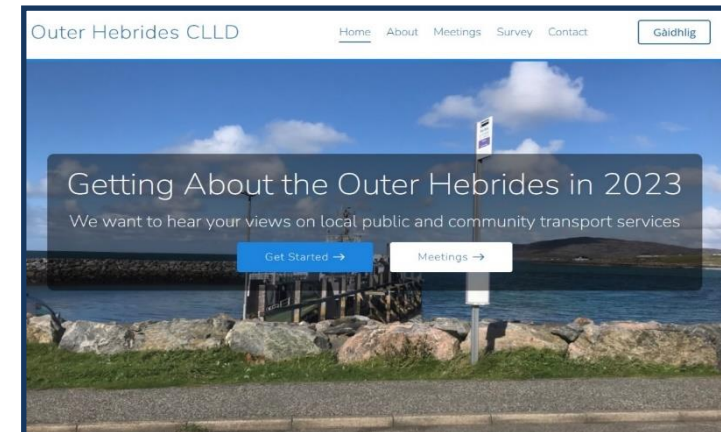 Outer Hebrides CLLD
Home About Meetings Survey Contact Gàidhlig
Getting About the Outer Hebrides in 2023
We want to hear your views on local public and community transport services
Get Started → Meetings →